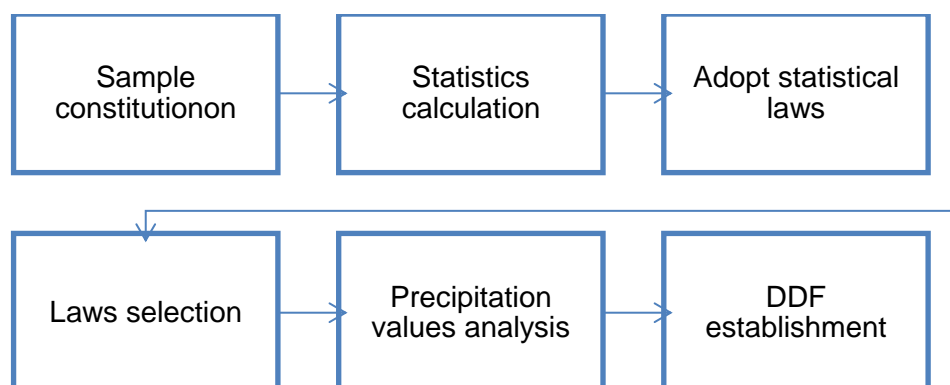 Sample
constitutionon
Statistics
calculation
Adopt statistical
laws
Laws selection
Precipitation
values analysis
DDF
establishment